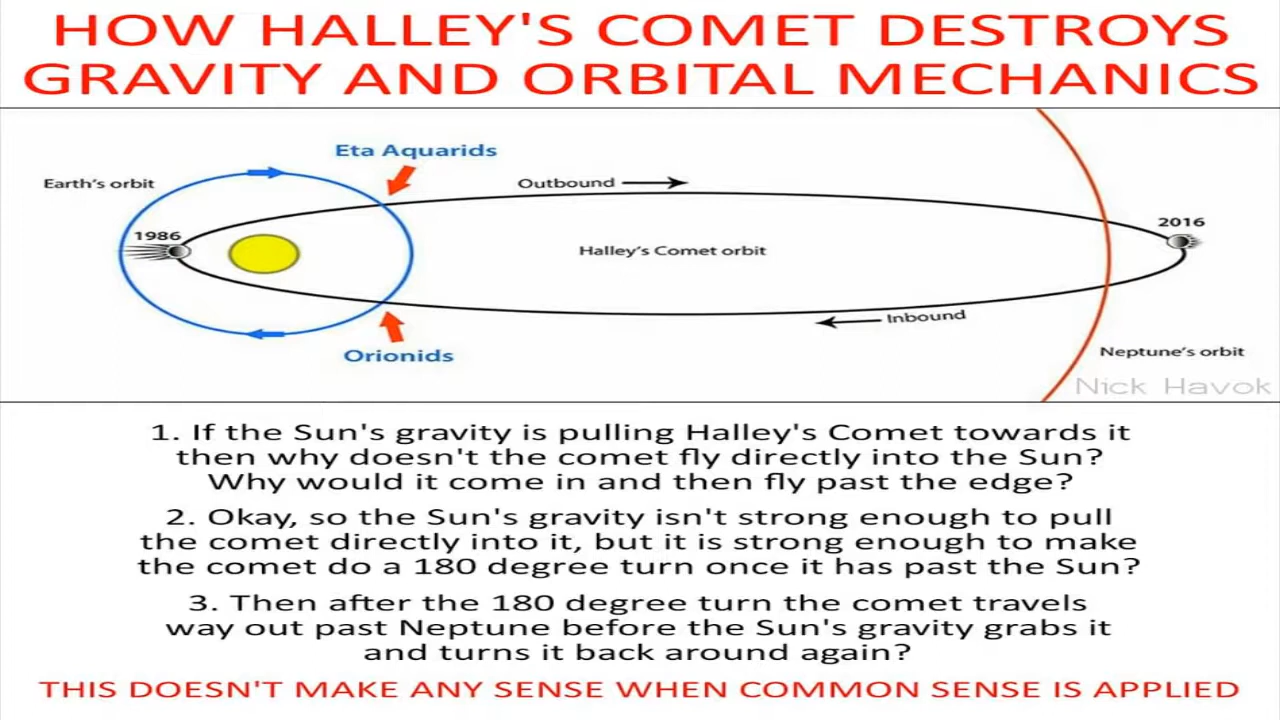 HOW HALLEY'S COMET DESTROYS
GRAVITY AND ORBITAL MECHANICS
Eta Aquarids
Earth's orbit
Outbound
1986
2016
Halley's Comet orbit
Inbound
Orionids
Neptune's orbit
Nick Havok
1. If the Sun's gravity is pulling Halley's Comet towards it
then why doesn't the comet fly directly into the Sun?
Why would it come in and then fly past the edge?
2. Okay, so the Sun's gravity isn't strong enough to pull
the comet directly into it, but it is strong enough to make
the comet do a 180 degree turn once it has past the Sun?
3. Then after the 180 degree turn the comet travels
way out past Neptune before the Sun's gravity grabs it
and turns it back around again?
THIS DOESN'T MAKE ANY SENSE WHEN COMMON SENSE IS APPLIED